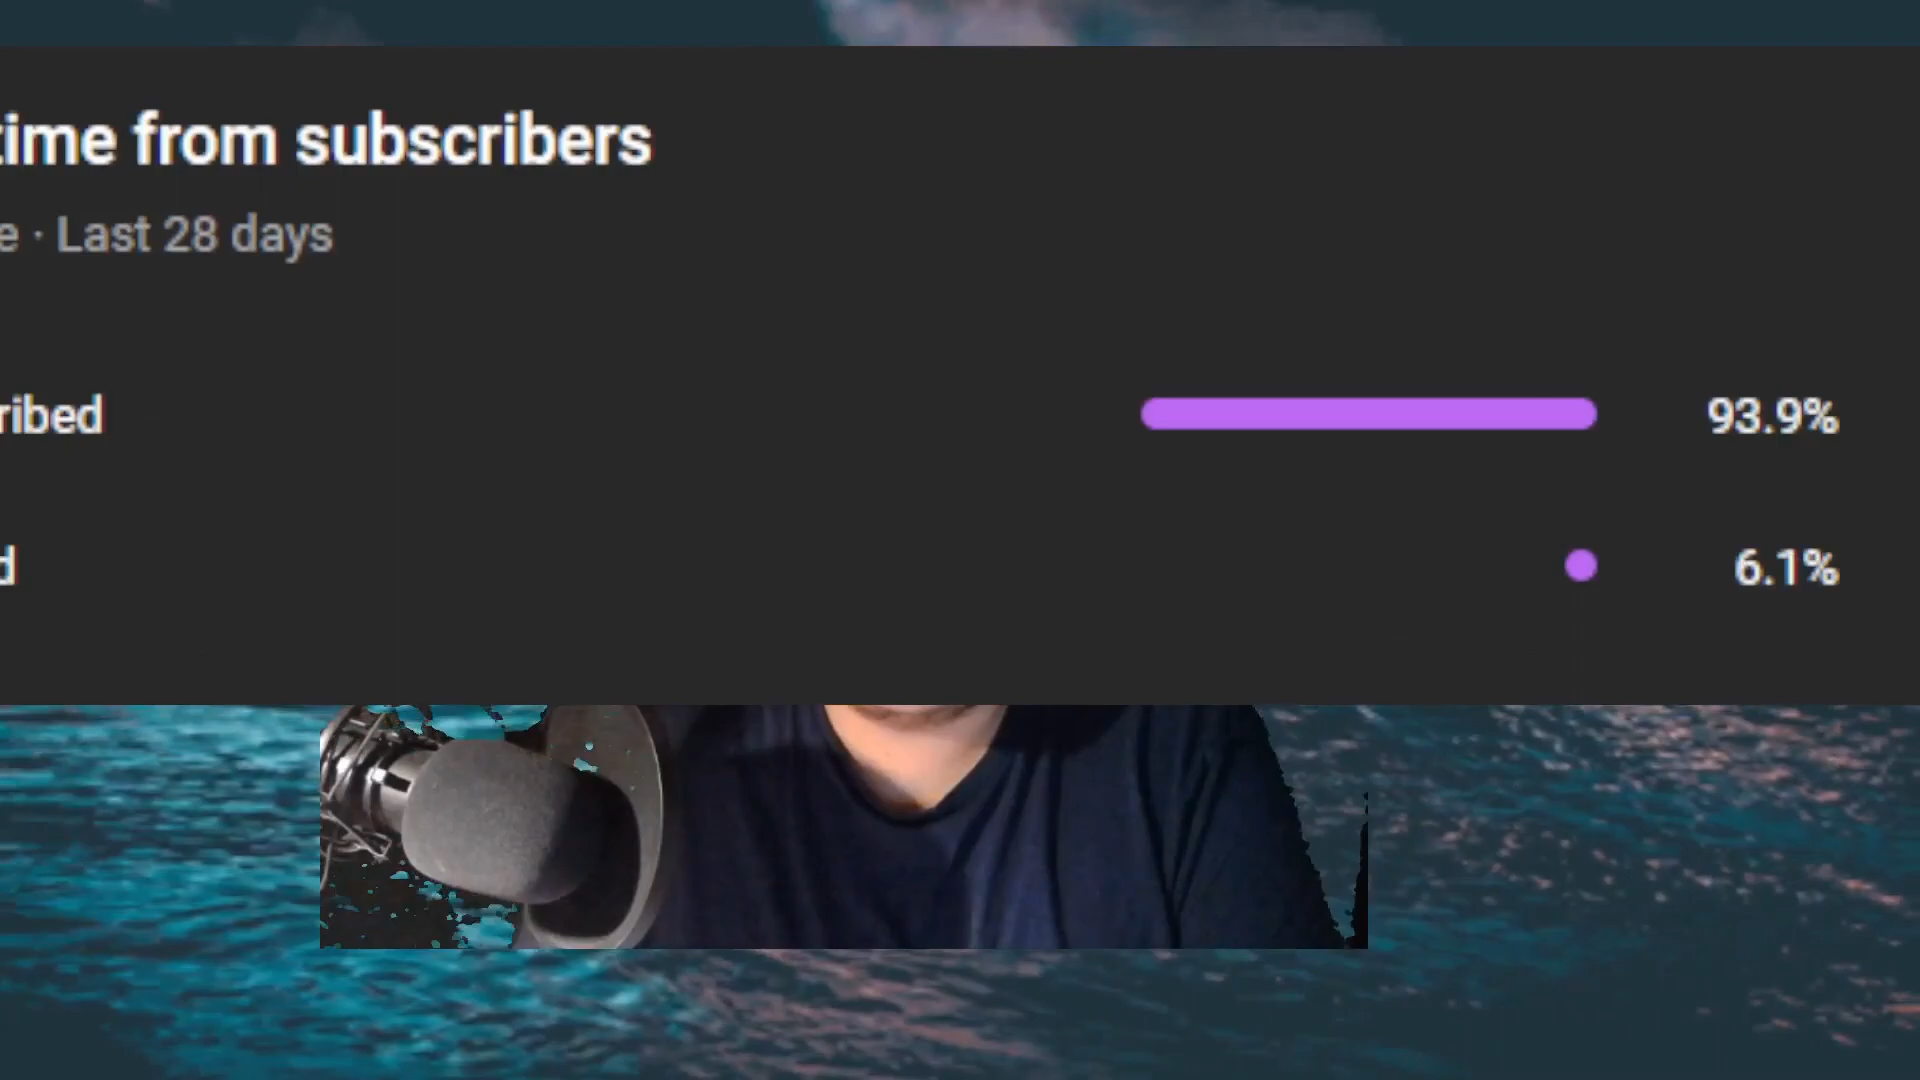 time from subscribers
e · Last 28 days
ribed 93.9%
d 6.1%